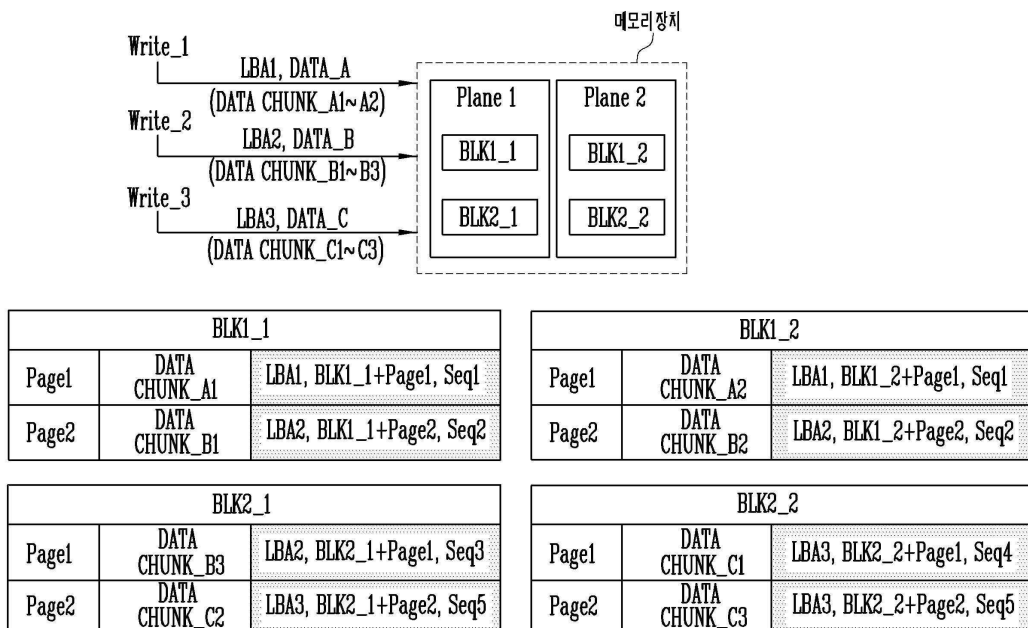 메모리 장치
Write_1
LBA1, DATA_A
(DATA CHUNK_A1~A2)
Write_2
LBA2, DATA_B
(DATA CHUNK_B1~B3)
Write_3
LBA3, DATA_C
(DATA CHUNK_C1~C3)
Plane 1
Plane 2
BLK1_1
BLK1_2
BLK2_1
BLK2_2
BLK1_1
Page1
DATA
CHUNK_A1
LBA1, BLK1_1+Page1, Seq1
Page2
DATA
CHUNK_B1
LBA2, BLK1_1+Page2, Seq2
BLK1_2
Page1
DATA
CHUNK_A2
LBA1, BLK1_2+Page1, Seq1
Page2
DATA
CHUNK_B2
LBA2, BLK1_2+Page2, Seq2
BLK2_1
Page1
DATA
CHUNK_B3
LBA2, BLK2_1+Page1, Seq3
Page2
DATA
CHUNK_C2
LBA3, BLK2_1+Page2, Seq5
BLK2_2
Page1
DATA
CHUNK_C1
LBA3, BLK2_2+Page1, Seq4
Page2
DATA
CHUNK_C3
LBA3, BLK2_2+Page2, Seq5